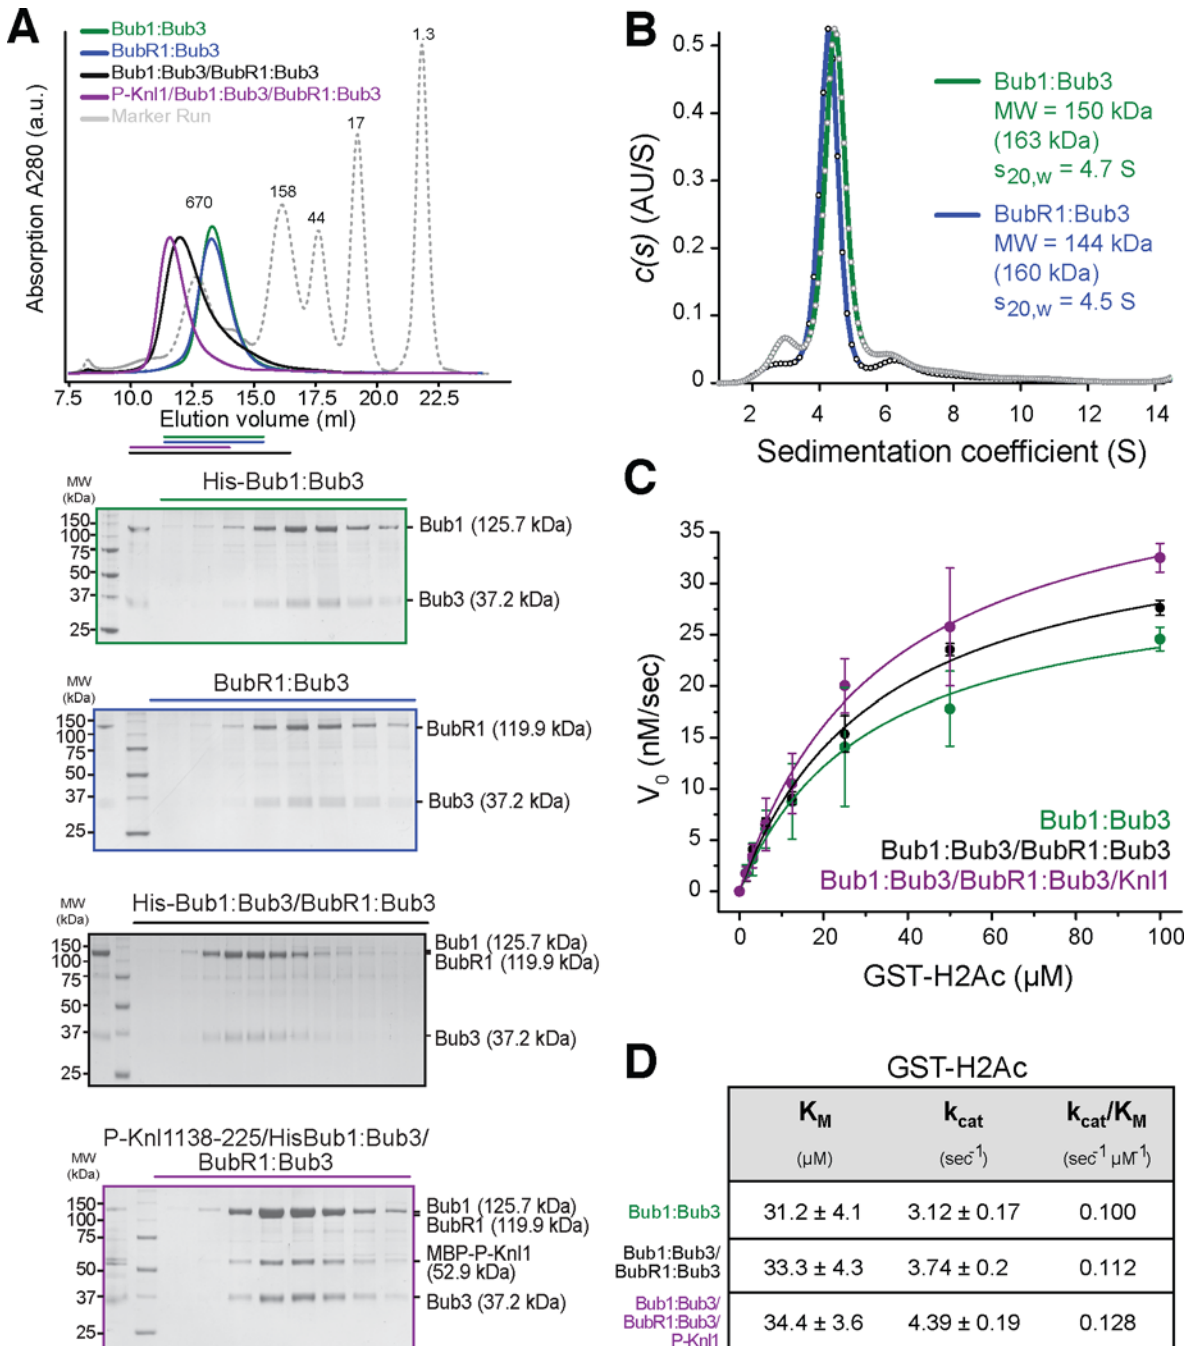 A
Bub1:Bub3
BubR1:Bub3
Bub1:Bub3/BubR1:Bub3
P-Knl1/Bub1:Bub3/BubR1:Bub3
Marker Run
670
158
44
17
1.3
Absorption A280 (a.u.)
7.5 10.0 12.5 15.0 17.5 20.0 22.5
Elution volume (ml)
MW
(kDa)
His-Bub1:Bub3
150
100
75
50
37
25
Bub1 (125.7 kDa)
Bub3 (37.2 kDa)
MW
(kDa)
BubR1:Bub3
150
100
75
50
37
25
BubR1 (119.9 kDa)
Bub3 (37.2 kDa)
MW
(kDa)
His-Bub1:Bub3/BubR1:Bub3
150
100
75
50
37
25
Bub1 (125.7 kDa)
BubR1 (119.9 kDa)
Bub3 (37.2 kDa)
P-Knl1138-225/HisBub1:Bub3/
BubR1:Bub3
MW
(kDa)
150
100
75
50
37
25
Bub1 (125.7 kDa)
BubR1 (119.9 kDa)
MBP-P-Knl1
(52.9 kDa)
Bub3 (37.2 kDa)
B
c(s) (AU/S)
0.5
0.4
0.3
0.2
0.1
0
2 4 6 8 10 12 14
Sedimentation coefficient (S)
Bub1:Bub3
MW = 150 kDa
(163 kDa)
s20,w = 4.7 S
BubR1:Bub3
MW = 144 kDa
(160 kDa)
s20,w = 4.5 S
C
V0 (nM/sec)
35
30
25
20
15
10
5
0
0 20 40 60 80 100
GST-H2Ac (µM)
Bub1:Bub3
Bub1:Bub3/BubR1:Bub3
Bub1:Bub3/BubR1:Bub3/Knl1
D
GST-H2Ac
KM kcat kcat/KM
(µM) (sec-1) (sec-1 µM-1)
Bub1:Bub3 31.2 ± 4.1 3.12 ± 0.17 0.100
Bub1:Bub3/
BubR1:Bub3 33.3 ± 4.3 3.74 ± 0.2 0.112
Bub1:Bub3/
BubR1:Bub3/ 34.4 ± 3.6 4.39 ± 0.19 0.128
P-Knl1